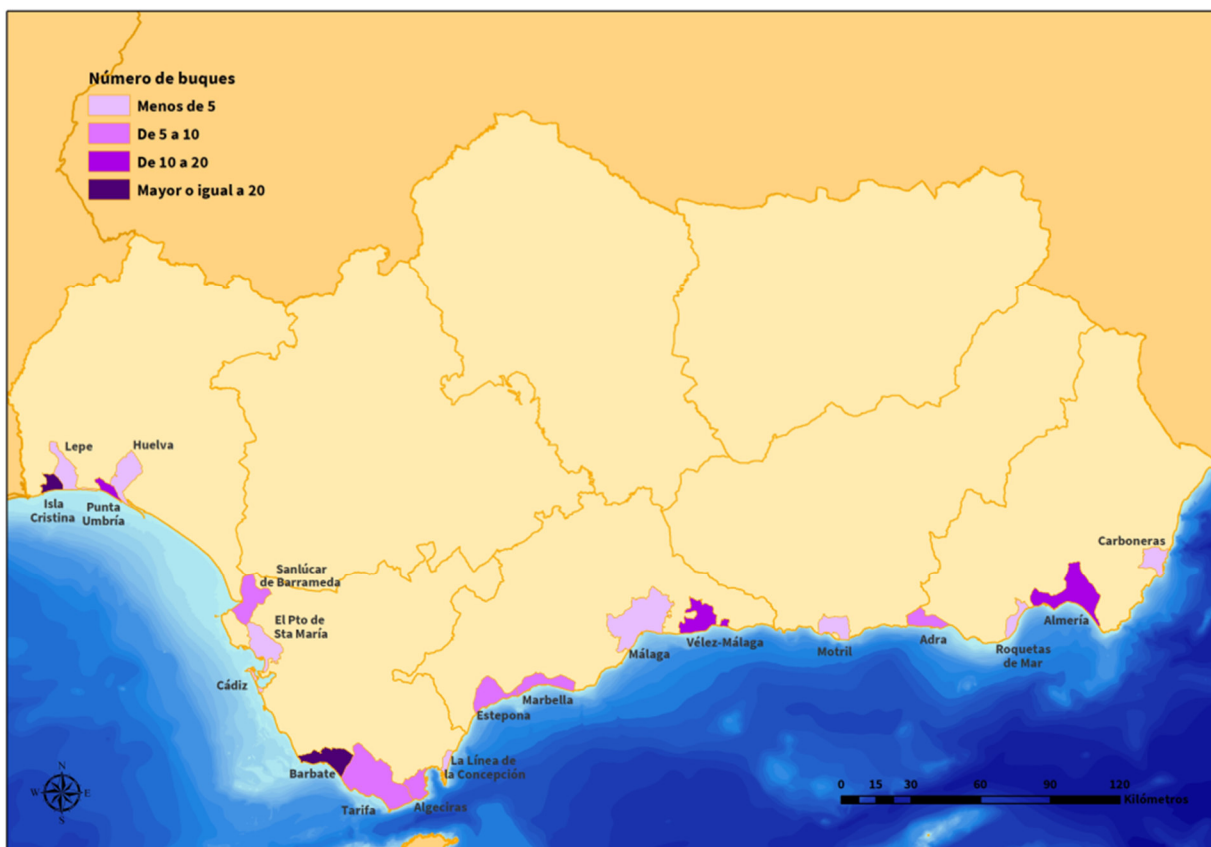 Número de buques
Menos de 5
De 5 a 10
De 10 a 20
Mayor o igual a 20
Lepe
Huelva
Isla
Cristina
Punta
Umbría
Sanlúcar
de Barrameda
El Pto de
Sta María
Cádiz
Carboneras
Málaga
Vélez-Málaga
Motril
Adra
Roquetas
de Mar
Almería
Estepona
Marbella
Barbate
Tarifa
Algeciras
La Línea de
la Concepción
N
W E
S
0 15 30 60 90 120
Kilómetros